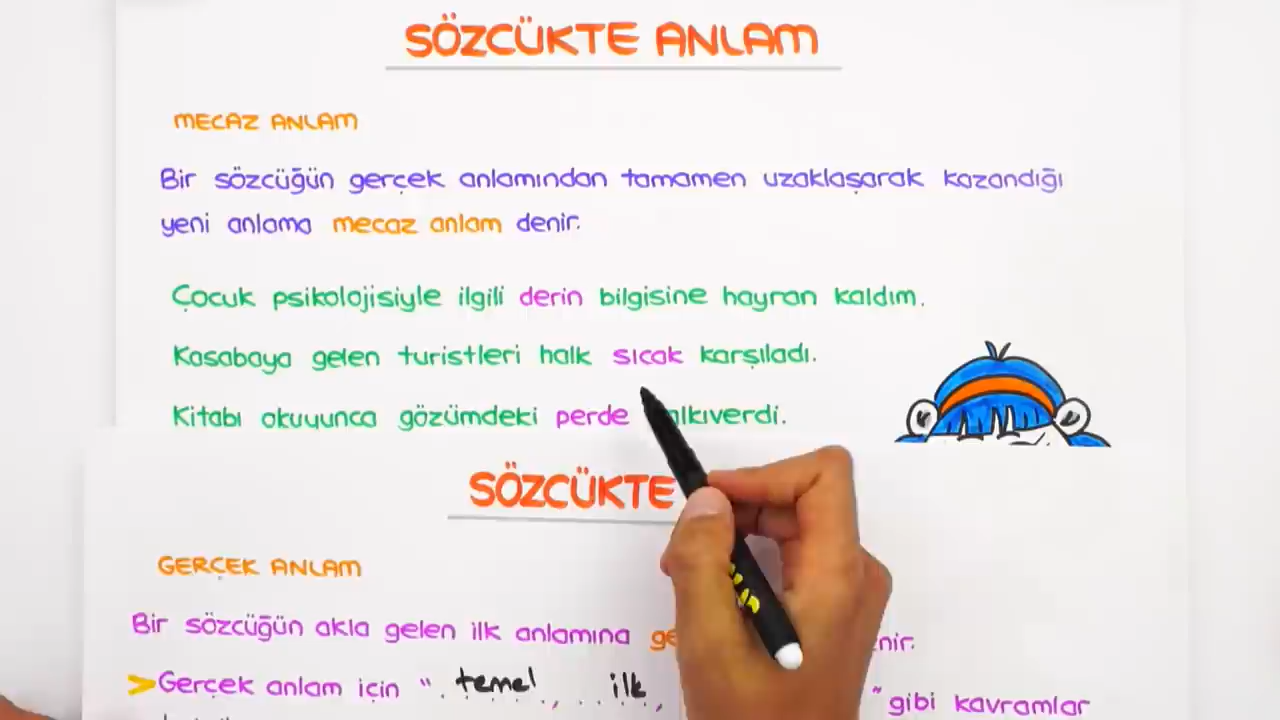 SÖZCÜKTE ANLAM
MECAZ ANLAM
Bir sözcüğün gerçek anlamından tamamen uzaklaşarak kazandığı
yeni anlama mecaz anlam denir.
Çocuk psikolojisiyle ilgili derin bilgisine hayran kaldım.
Kasabaya gelen turistleri halk sıcak karşıladı.
Kitabı okuyunca gözümdeki perde alkıverdi.
SÖZCÜKTE
GERÇEK ANLAM
Bir sözcüğün akla gelen ilk anlamına
Gerçek anlam için " temel, ilk, " gibi kavramlar